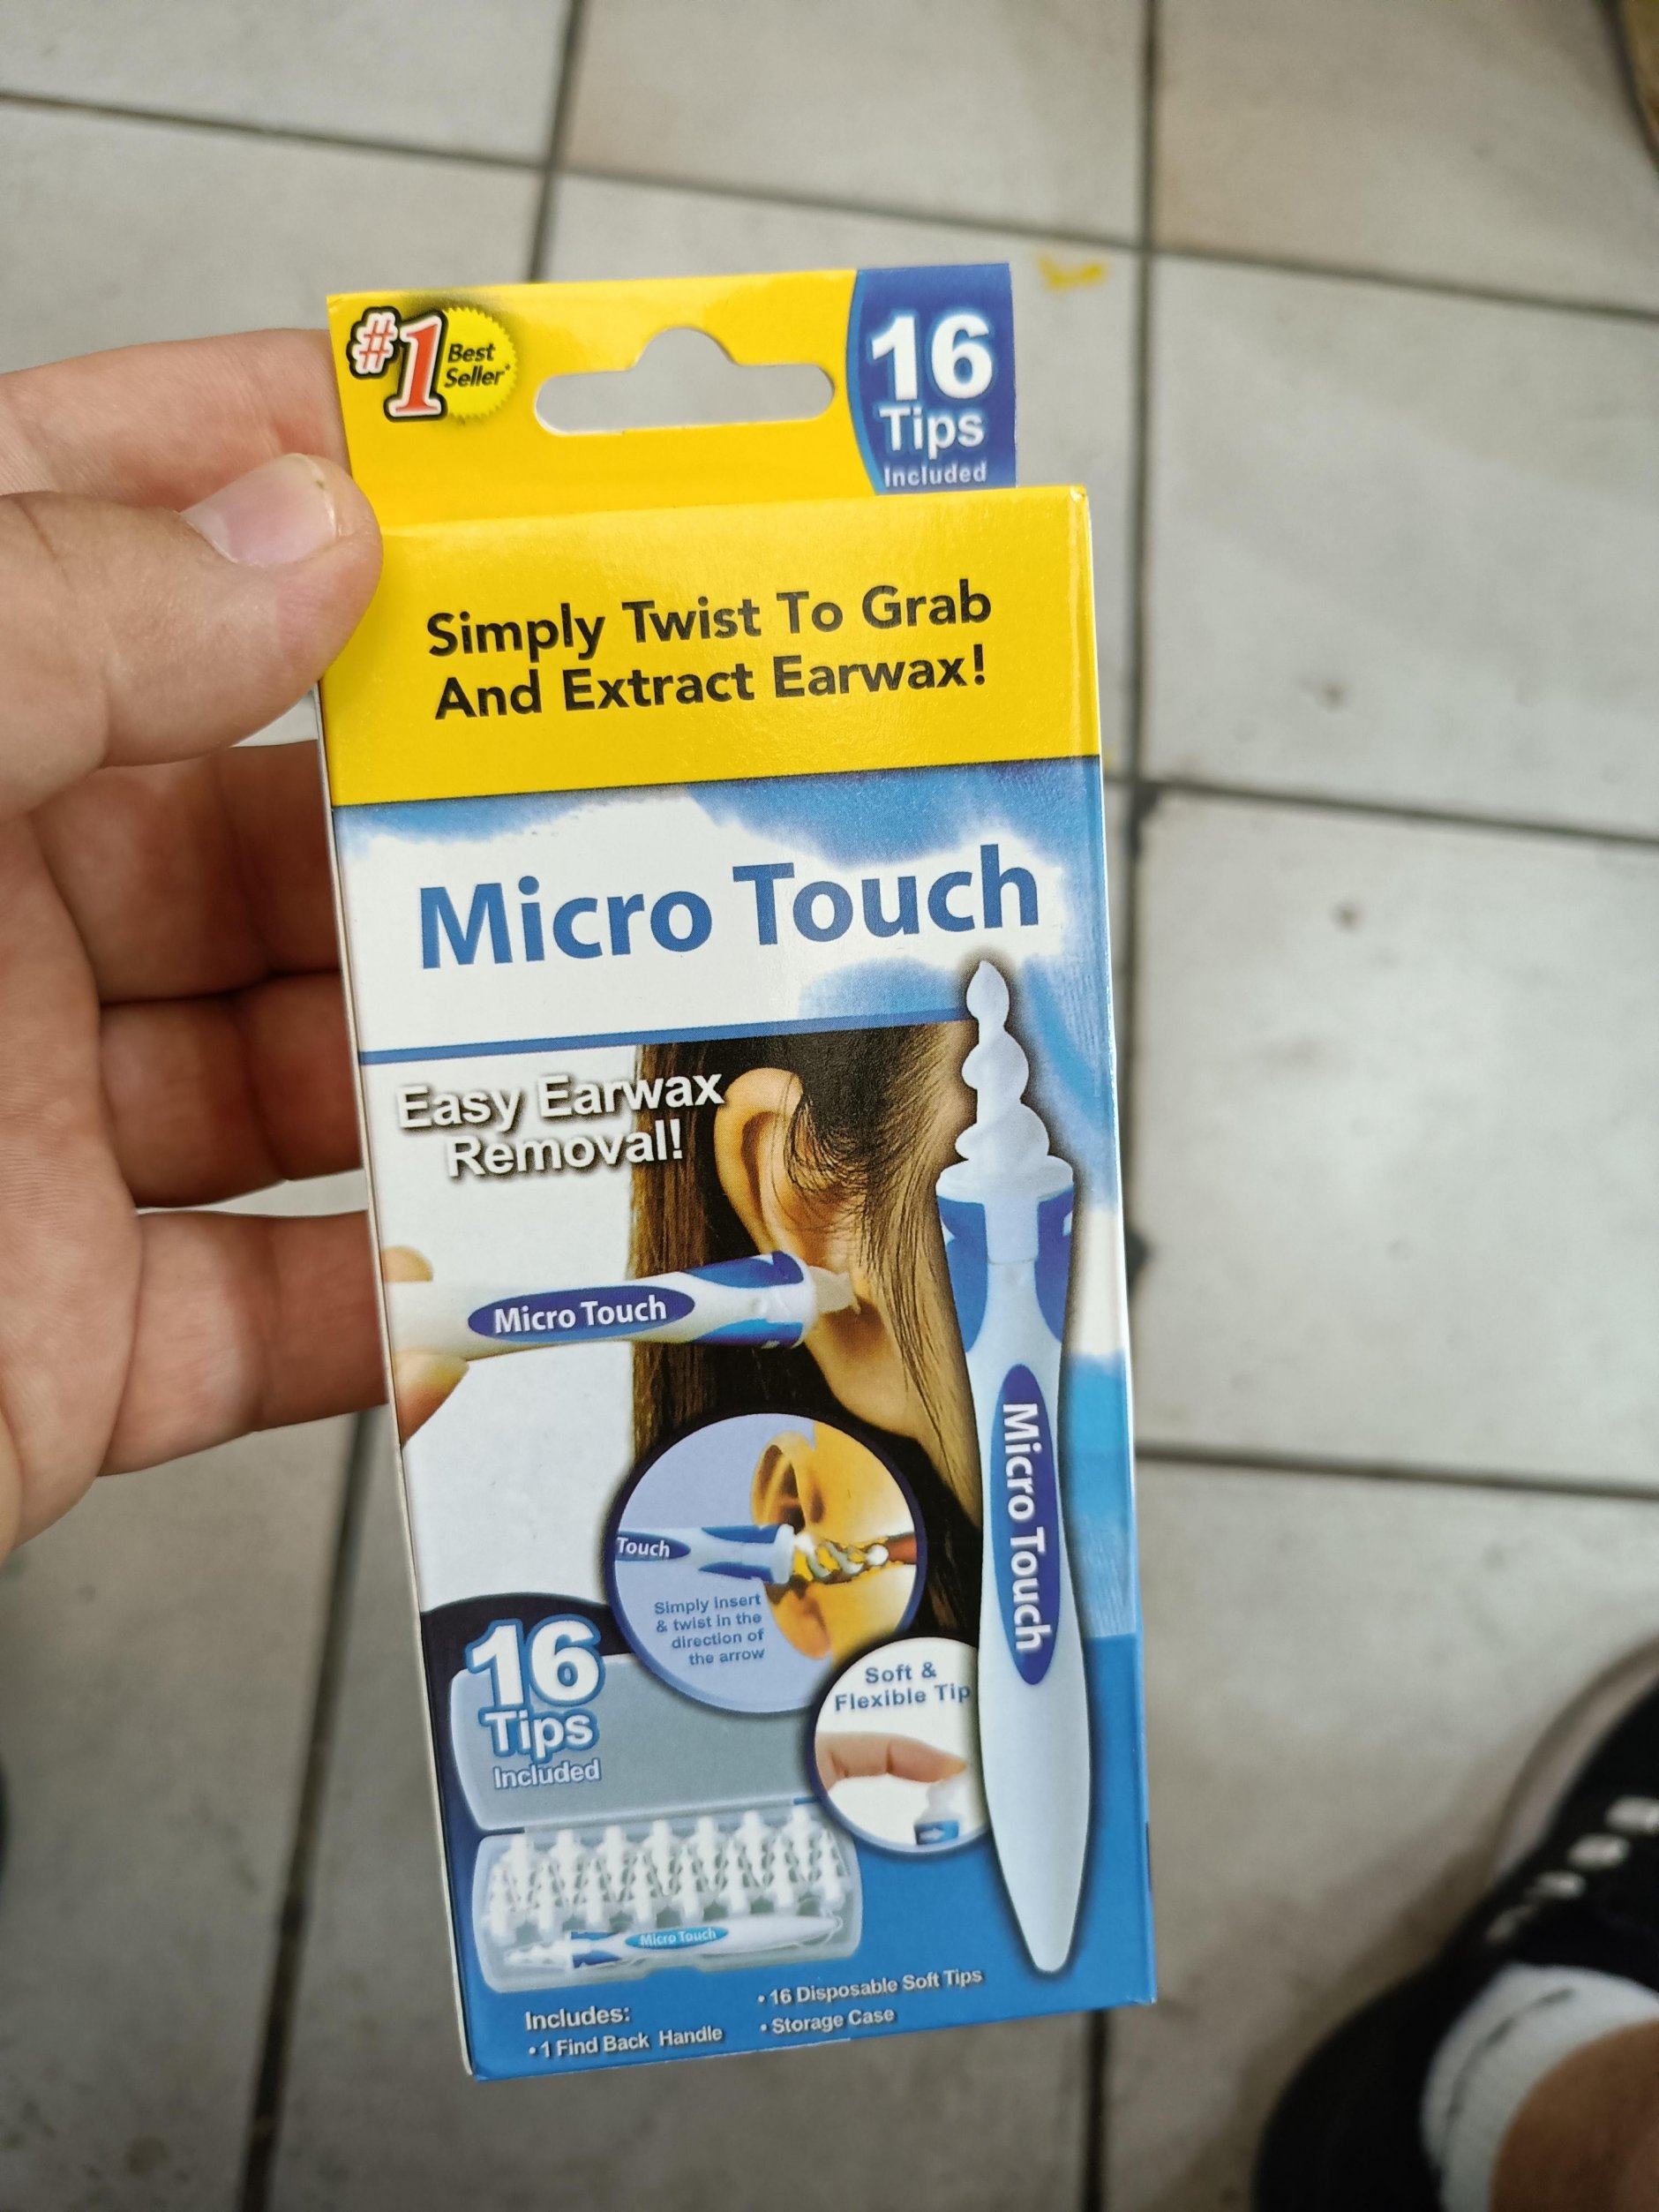 #1 Best
Seller*
16
Tips
Included
Simply Twist To Grab
And Extract Earwax!
Micro Touch
Easy Earwax
Removal!
Micro Touch
Micro Touch
Touch
Simply insert
& twist in the
direction of
the arrow
Soft &
Flexible Tip
16
Tips
Included
Micro Touch
Includes:
• 1 Find Back Handle
• 16 Disposable Soft Tips
• Storage Case